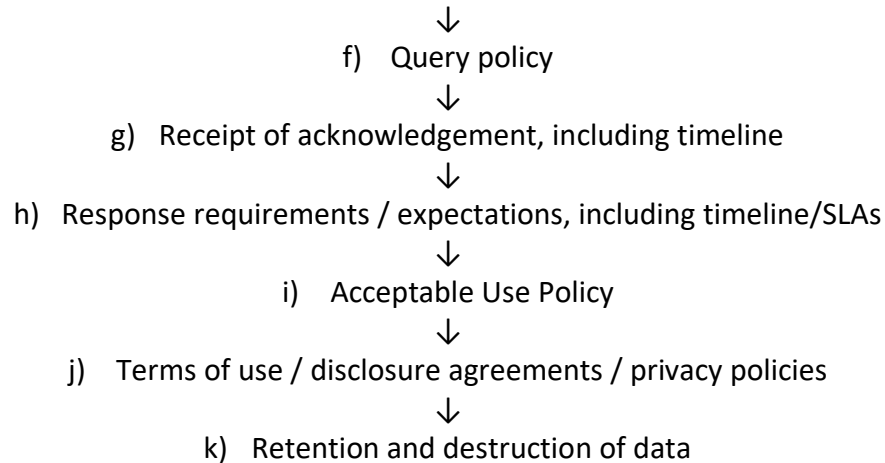 ↓
f) Query policy
↓
g) Receipt of acknowledgement, including timeline
↓
h) Response requirements / expectations, including timeline/SLAs
↓
i) Acceptable Use Policy
↓
j) Terms of use / disclosure agreements / privacy policies
↓
k) Retention and destruction of data